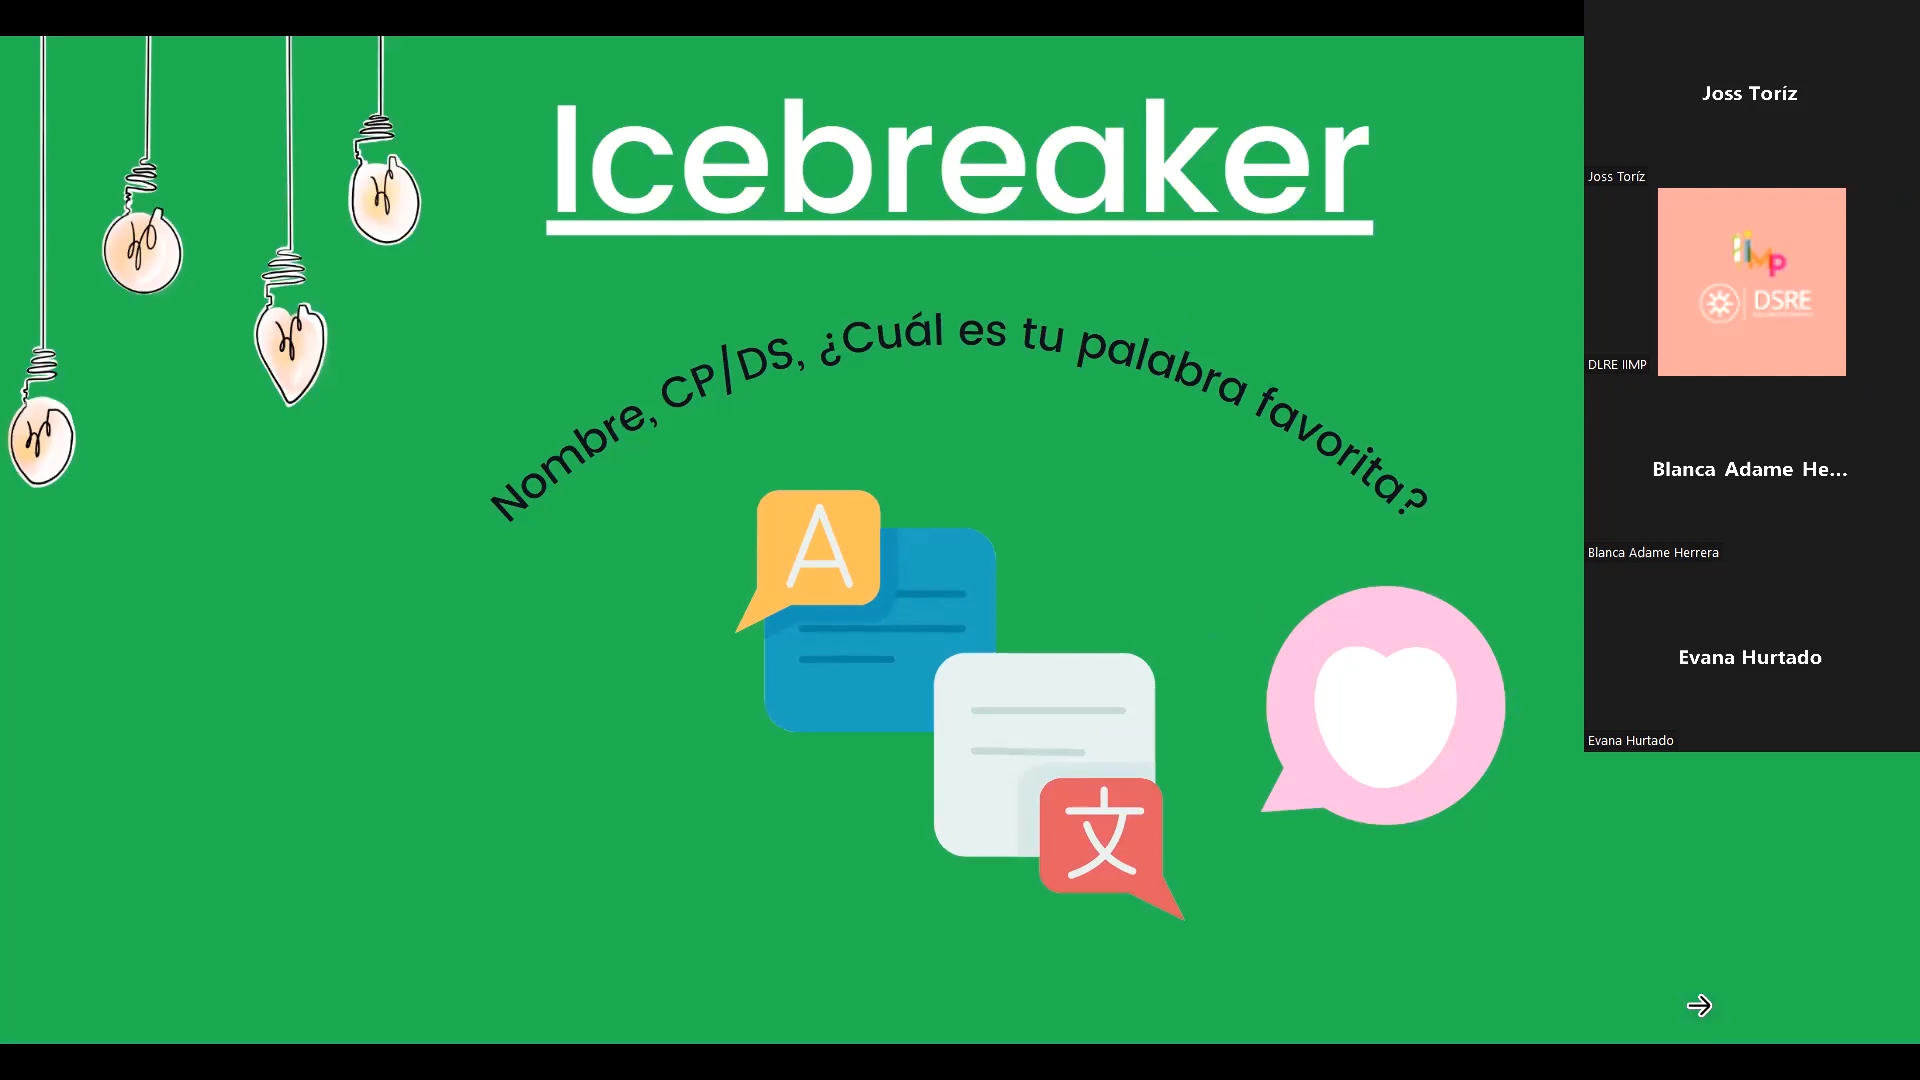 Icebreaker
Nombre, CP/DS, ¿Cuál es tu palabra favorita?
A
文
Joss Toríz
Joss Toríz
iiMp
DSRE
DLRE IIMP
Blanca Adame He...
Blanca Adame Herrera
Evana Hurtado
Evana Hurtado